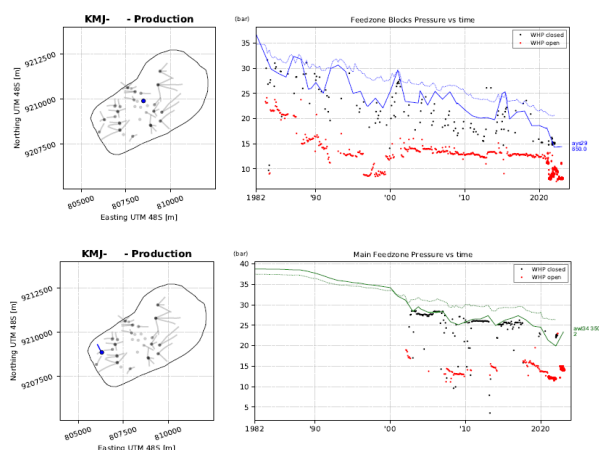 KMJ- - Production
9212500
9210000
9207500
Northing UTM 48S [m]
805000
807500
810000
Easting UTM 48S [m]
(bar)
Feedzone Blocks Pressure vs time
WHP closed
WHP open
35
30
25
20
15
10
1982
'90
2000
'10
2020
KMJ- - Production
9212500
9210000
9207500
Northing UTM 48S [m]
805000
807500
810000
Easting UTM 48S [m]
(bar)
Main Feedzone Pressure vs time
WHP closed
WHP open
40
35
30
25
20
15
10
5
1982
'90
2000
'10
2020